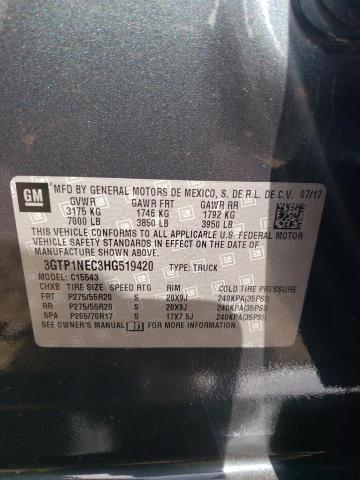 GM
MFD. BY GENERAL MOTORS DE MEXICO, S. DE R.L. DE C.V. 07/17
GVWR GAWR FRT GAWR RR
3175 KG 1746 KG 1792 KG
7000 LB 3850 LB 3950 LB
THIS VEHICLE CONFORMS TO ALL APPLICABLE U.S. FEDERAL MOTOR
VEHICLE SAFETY AND THEFT PREVENTION STANDARDS IN EFFECT ON
THE DATE OF MANUFACTURE SHOWN ABOVE.
3GTP1NEC3HG519420 TYPE: TRUCK
MODEL: C15543
CHXB TIRE SIZE SPEED RTG RIM COLD TIRE PRESSURE
FRT P275/55R20 S 20X9J 240KPA(35PSI)
RR P275/55R20 S 20X9J 240KPA(35PSI)
SPA P265/70R17 S 17X7.5J 240KPA(35PSI)
SEE OWNER'S MANUAL FOR MORE INFORMATION.